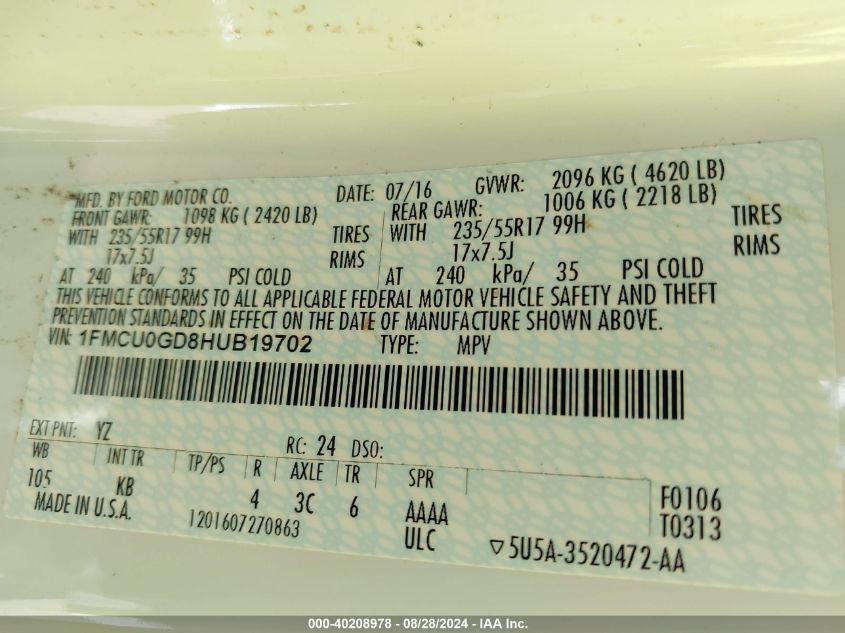 MFD. BY FORD MOTOR CO. DATE: 07/16 GVWR: 2096 KG ( 4620 LB)
FRONT GAWR: 1098 KG ( 2420 LB) REAR GAWR: 1006 KG ( 2218 LB)
WITH 235/55R17 99H TIRES WITH 235/55R17 99H TIRES
17x7.5J RIMS 17x7.5J RIMS
AT 240 kPa/ 35 PSI COLD AT 240 kPa/ 35 PSI COLD
THIS VEHICLE CONFORMS TO ALL APPLICABLE FEDERAL MOTOR VEHICLE SAFETY AND THEFT
PREVENTION STANDARDS IN EFFECT ON THE DATE OF MANUFACTURE SHOWN ABOVE.
VIN: 1FMCU0GD8HUB19702 TYPE: MPV
EXT PNT: YZ RC: 24 DSO:
WB INT TR TP/PS R AXLE TR SPR
105 KB 4 3C 6 AAAA F0106
MADE IN U.S.A. 1201607270863 ULC T0313
▽5U5A-3520472-AA
000-40208978 - 08/28/2024 - IAA Inc.